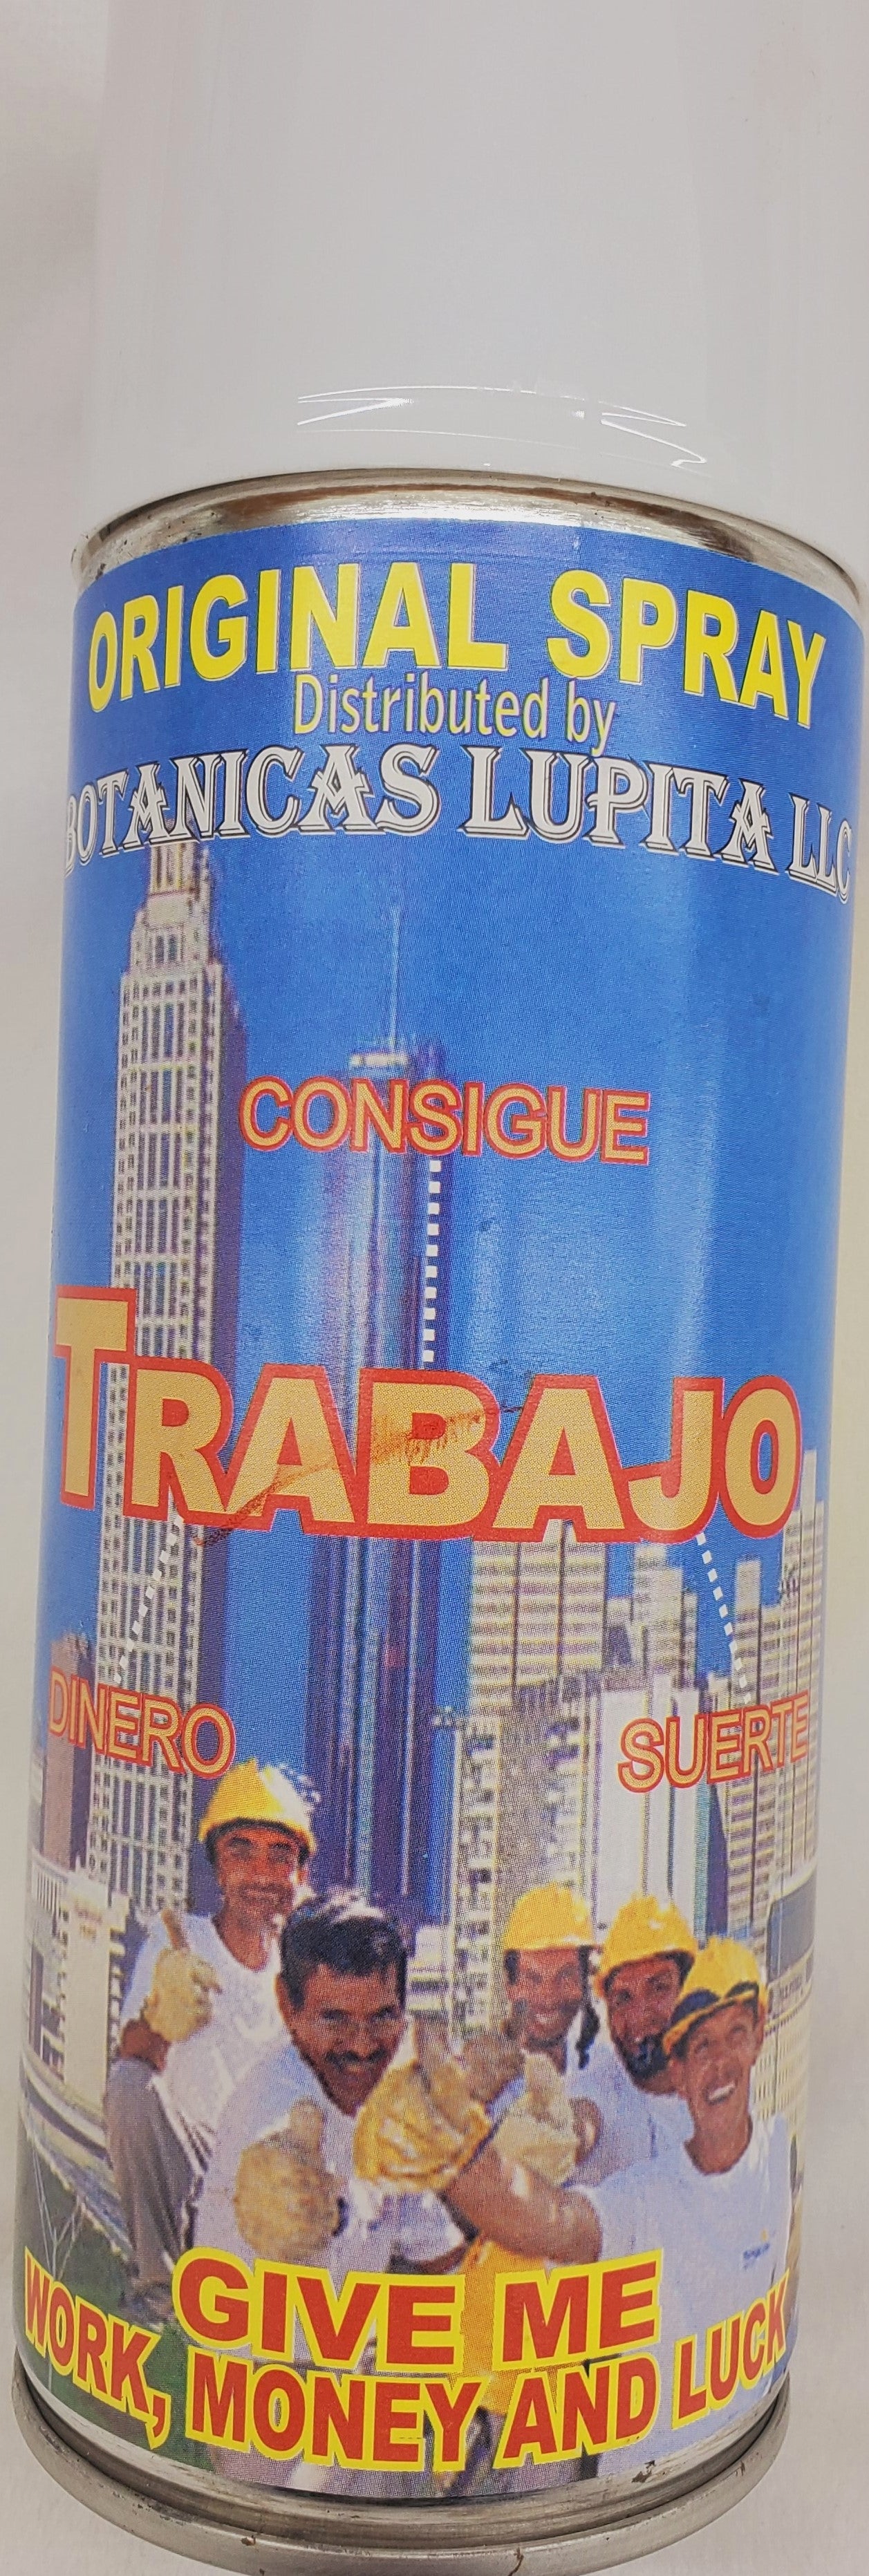 ORIGINAL SPRAY
Distributed by
BOTANICAS LUPITA LLC
CONSIGUE
TRABAJO
DINERO
SUERTE
GIVE ME
WORK, MONEY AND LUCK